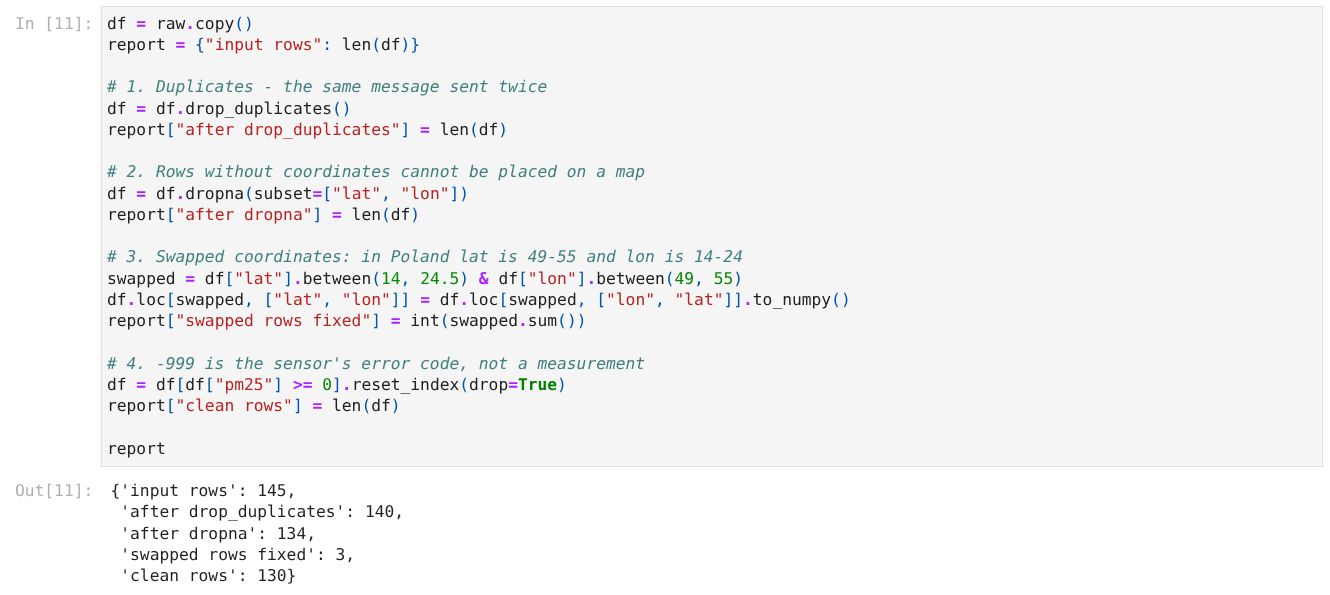 In [11]:
df = raw.copy()
report = {"input rows": len(df)}
# 1. Duplicates - the same message sent twice
df = df.drop_duplicates()
report["after drop_duplicates"] = len(df)
# 2. Rows without coordinates cannot be placed on a map
df = df.dropna(subset=["lat", "lon"])
report["after dropna"] = len(df)
# 3. Swapped coordinates: in Poland lat is 49-55 and lon is 14-24
swapped = df["lat"].between(14, 24.5) & df["lon"].between(49, 55)
df.loc[swapped, ["lat", "lon"]] = df.loc[swapped, ["lon", "lat"]].to_numpy()
report["swapped rows fixed"] = int(swapped.sum())
# 4. -999 is the sensor's error code, not a measurement
df = df[df["pm25"] >= 0].reset_index(drop=True)
report["clean rows"] = len(df)
report
Out[11]:
{'input rows': 145,
'after drop_duplicates': 140,
'after dropna': 134,
'swapped rows fixed': 3,
'clean rows': 130}